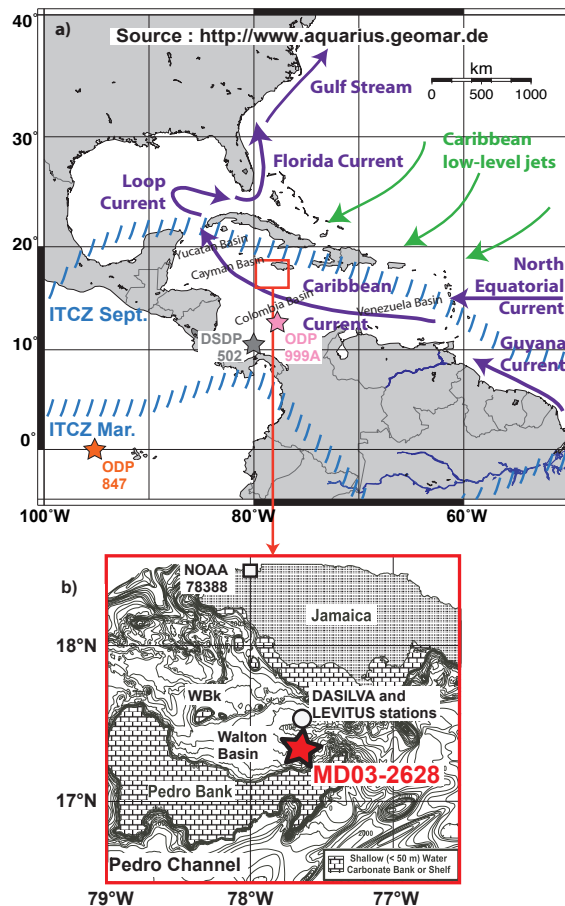 a)
Source : http://www.aquarius.geomar.de
40°
km
0 500 1000
Gulf Stream
30°
Florida Current
Caribbean
low-level jets
Loop
Current
20°
Yucatan Basin
Cayman Basin
North
Equatorial
Current
ITCZ Sept.
Caribbean
Current
Colombia Basin
Venezuela Basin
DSDP
502
ODP
999A
Guyana
Current
10°
ITCZ Mar.
0°
ODP
847
100°W
80°W
60°W
b)
NOAA
78388
Jamaica
18°N
WBk
DASILVA and
LEVITUS stations
Walton
Basin
MD03-2628
Pedro Bank
17°N
Pedro Channel
Shallow (< 50 m) Water
Carbonate Bank or Shelf
79°W
78°W
77°W